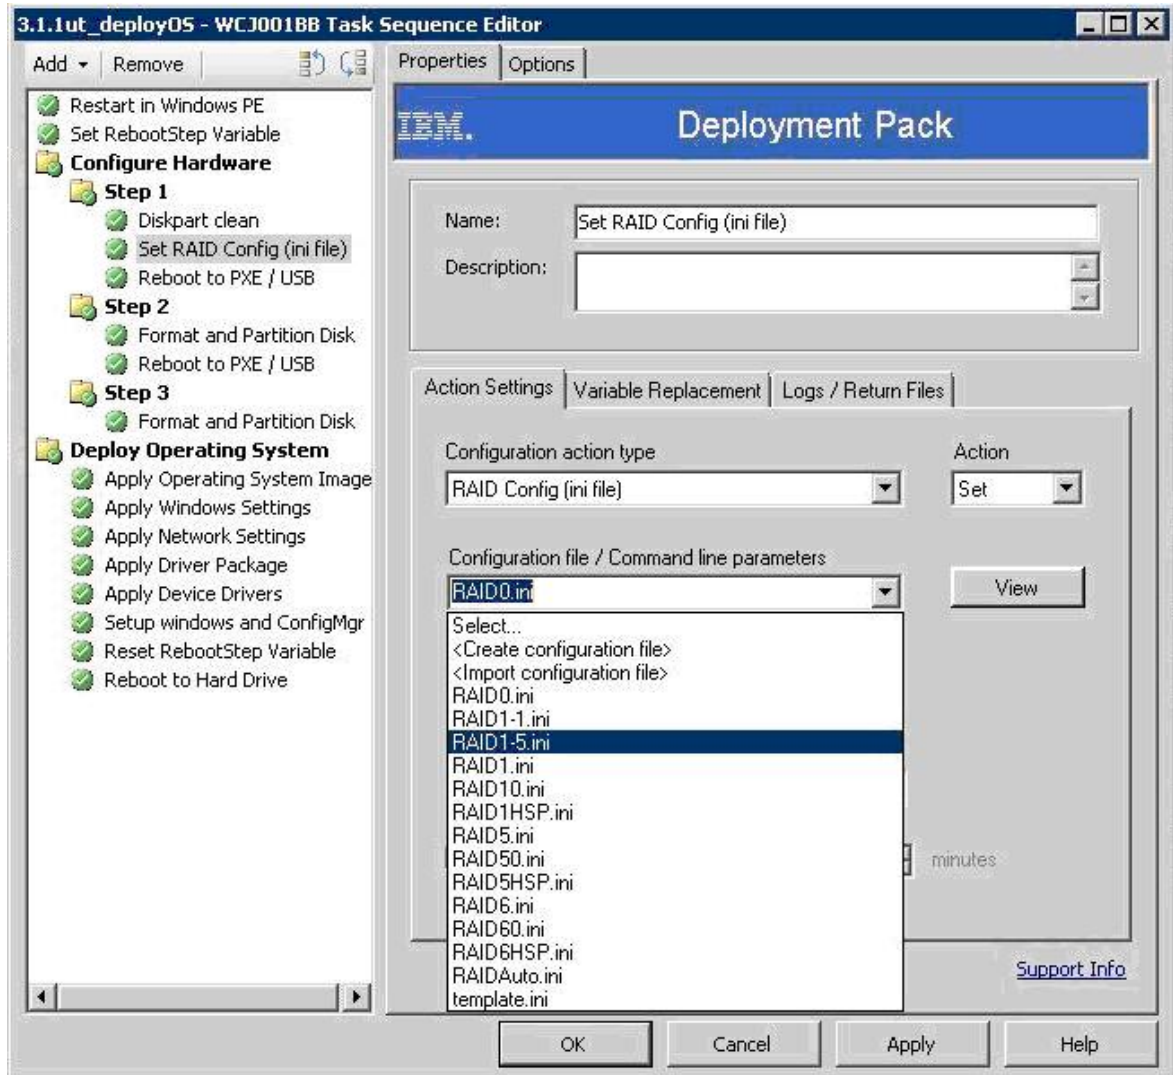 3.1.1ut_deployOS - WCJ001BB Task Sequence Editor
Add Remove
Restart in Windows PE
Set RebootStep Variable
Configure Hardware
Step 1
Diskpart clean
Set RAID Config (ini file)
Reboot to PXE / USB
Step 2
Format and Partition Disk
Reboot to PXE / USB
Step 3
Format and Partition Disk
Deploy Operating System
Apply Operating System Image
Apply Windows Settings
Apply Network Settings
Apply Driver Package
Apply Device Drivers
Setup windows and ConfigMgr
Reset RebootStep Variable
Reboot to Hard Drive
Properties Options
IBM. Deployment Pack
Name: Set RAID Config (ini file)
Description:
Action Settings Variable Replacement Logs / Return Files
Configuration action type Action
RAID Config (ini file) Set
Configuration file / Command line parameters
RAID0.ini View
Select...
<Create configuration file>
<Import configuration file>
RAID0.ini
RAID1-1.ini
RAID1-5.ini
RAID1.ini
RAID10.ini
RAID1HSP.ini
RAID5.ini
RAID50.ini
minutes
RAID5HSP.ini
RAID6.ini
RAID60.ini
RAID6HSP.ini
RAIDAuto.ini
template.ini
Support Info
OK Cancel Apply Help